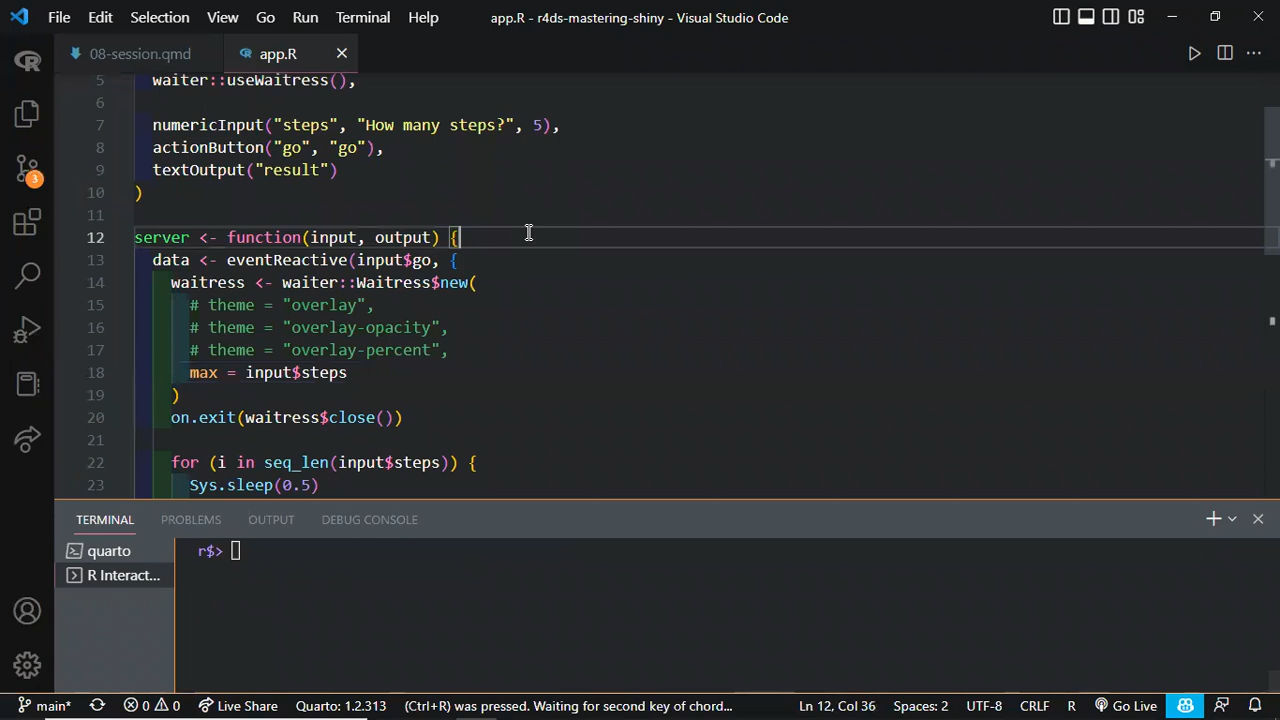 File Edit Selection View Go Run Terminal Help app.R - r4ds-mastering-shiny - Visual Studio Code
08-session.qmd app.R
5 waiter::useWaitress(),
6
7 numericInput("steps", "How many steps?", 5),
8 actionButton("go", "go"),
9 textOutput("result")
10 )
11
12 server <- function(input, output) {
13 data <- eventReactive(input$go, {
14 waitress <- waiter::Waitress$new(
15 # theme = "overlay",
16 # theme = "overlay-opacity",
17 # theme = "overlay-percent",
18 max = input$steps
19 )
20 on.exit(waitress$close())
21
22 for (i in seq_len(input$steps)) {
23 Sys.sleep(0.5)
3
TERMINAL PROBLEMS OUTPUT DEBUG CONSOLE
quarto
R Interact...
r$>
main* 0 0 Live Share Quarto: 1.2.313 (Ctrl+R) was pressed. Waiting for second key of chord... Ln 12, Col 36 Spaces: 2 UTF-8 CRLF R Go Live